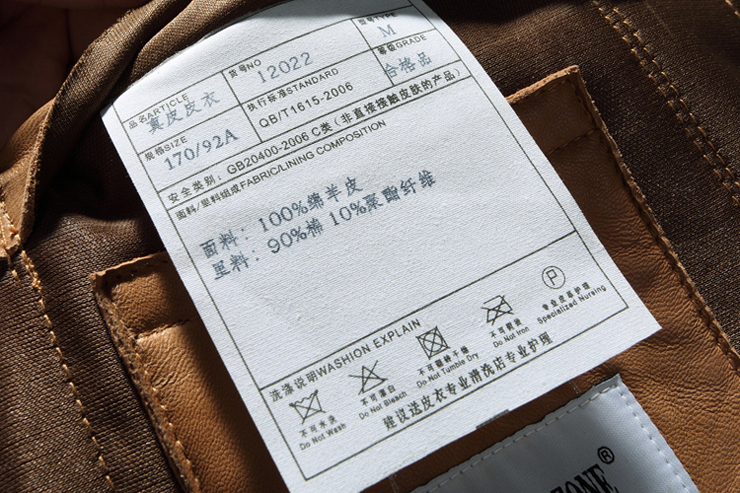 品名ARTICLE 货号NO 号型TYPE
真皮皮衣 12022 M
规格SIZE 执行标准STANDARD 等级GRADE
170/92A QB/T1615-2006 合格品
安全类别: GB20400-2006 C类 (非直接接触皮肤的产品)
面料/里料组成FABRIC/LINING COMPOSITION
面料: 100%绵羊皮
里料: 90%棉 10%聚酯纤维
洗涤说明WASHION EXPLAIN
P
不可水洗 不可漂白 不可翻转干燥 不可熨烫 专业皮革护理
Do Not Wash Do Not Bleach Do Not Tumble Dry Do Not Iron Specialized Nursing
建议送皮衣专业清洗店专业护理
ZONE®